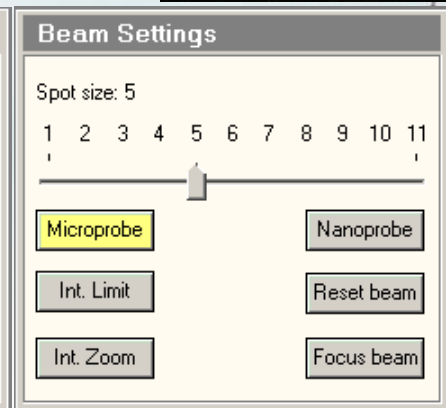 Beam Settings
Spot size: 5
1 2 3 4 5 6 7 8 9 10 11
Microprobe Nanoprobe
Int. Limit Reset beam
Int. Zoom Focus beam